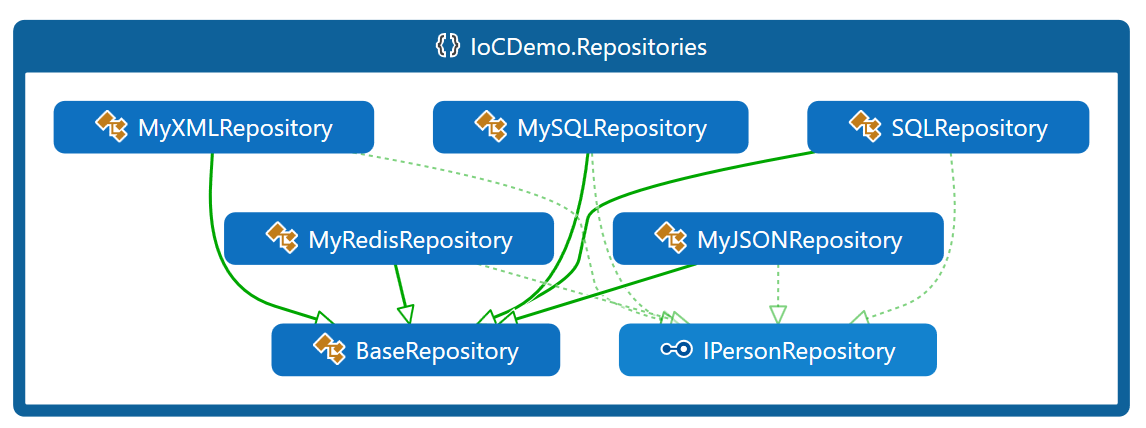 IoCDemo.Repositories
MyXMLRepository
MySQLRepository
SQLRepository
MyRedisRepository
MyJSONRepository
BaseRepository
IPersonRepository